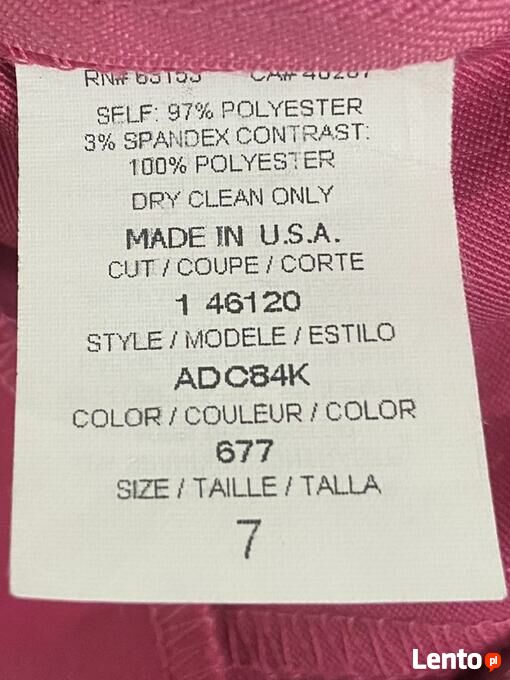 SELF: 97% POLYESTER
3% SPANDEX CONTRAST:
100% POLYESTER
DRY CLEAN ONLY
MADE IN U.S.A.
CUT / COUPE / CORTE
1 46120
STYLE / MODELE / ESTILO
ADC84K
COLOR / COULEUR / COLOR
677
SIZE / TAILLE / TALLA
7
Lento pl